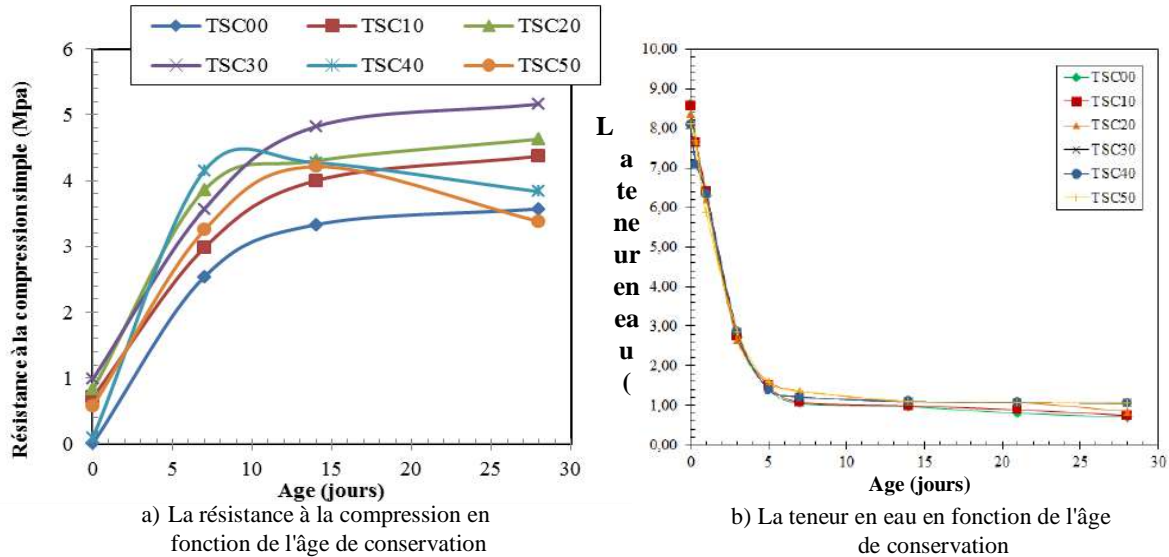 TSC00 TSC10 TSC20
TSC30 TSC40 TSC50
Résistance à la compression simple (Mpa)
6
5
4
3
2
1
0
0 5 10 15 20 25 30
Age (jours)
a) La résistance à la compression en
fonction de l'âge de conservation
L
a
te
ne
ur
en
ea
u
(
10,00
9,00
8,00
7,00
6,00
5,00
4,00
3,00
2,00
1,00
0,00
TSC00
TSC10
TSC20
TSC30
TSC40
TSC50
0 5 10 15 20 25 30
Age (jours)
b) La teneur en eau en fonction de l'âge
de conservation